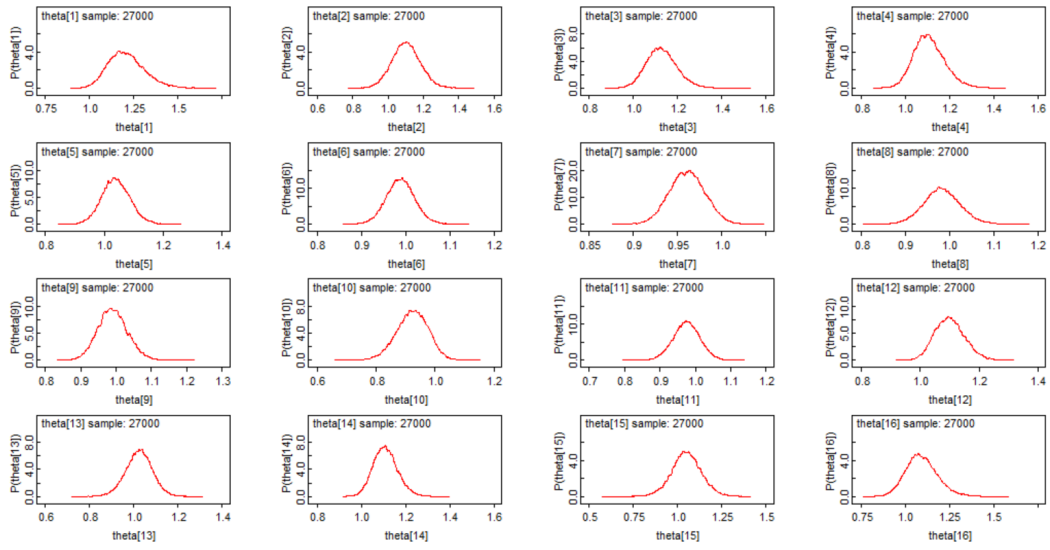 theta[1] sample: 27000
P(theta[1])
4.0
0.0
0.75 1.0 1.25 1.5
theta[1]
theta[2] sample: 27000
P(theta[2])
4.0
0.0
0.6 0.8 1.0 1.2 1.4 1.6
theta[2]
theta[3] sample: 27000
P(theta[3])
8.0
4.0
0.0
0.8 1.0 1.2 1.4 1.6
theta[3]
theta[4] sample: 27000
P(theta[4])
4.0
0.0
0.8 1.0 1.2 1.4 1.6
theta[4]
theta[5] sample: 27000
P(theta[5])
10.0
5.0
0.0
0.8 1.0 1.2 1.4
theta[5]
theta[6] sample: 27000
P(theta[6])
10.0
0.0
0.8 0.9 1.0 1.1 1.2
theta[6]
theta[7] sample: 27000
P(theta[7])
20.0
10.0
0.0
0.85 0.9 0.95 1.0
theta[7]
theta[8] sample: 27000
P(theta[8])
10.0
0.0
0.8 0.9 1.0 1.1 1.2
theta[8]
theta[9] sample: 27000
P(theta[9])
10.0
5.0
0.0
0.8 0.9 1.0 1.1 1.2 1.3
theta[9]
theta[10] sample: 27000
P(theta[10])
8.0
4.0
0.0
0.6 0.8 1.0 1.2
theta[10]
theta[11] sample: 27000
P(theta[11])
10.0
0.0
0.7 0.8 0.9 1.0 1.1 1.2
theta[11]
theta[12] sample: 27000
P(theta[12])
10.0
5.0
0.0
0.8 1.0 1.2 1.4
theta[12]
theta[13] sample: 27000
P(theta[13])
8.0
4.0
0.0
0.6 0.8 1.0 1.2 1.4
theta[13]
theta[14] sample: 27000
P(theta[14])
8.0
4.0
0.0
0.8 1.0 1.2 1.4 1.6
theta[14]
theta[15] sample: 27000
P(theta[15])
4.0
0.0
0.5 0.75 1.0 1.25 1.5
theta[15]
theta[16] sample: 27000
P(theta[16])
4.0
0.0
0.75 1.0 1.25 1.5
theta[16]